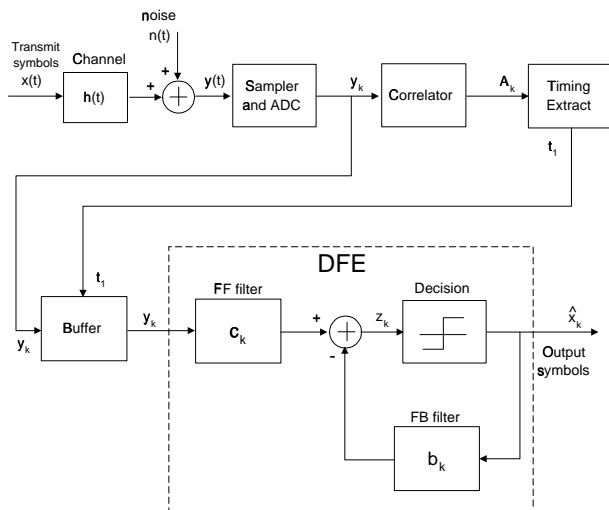 noise
n(t)
Transmit
symbols
x(t)
Channel
h(t)
+
+
y(t)
Sampler
and ADC
y_k
Correlator
A_k
Timing
Extract
t_1
DFE
t_1
Buffer
y_k
y_k
FF filter
c_k
+
-
z_k
Decision
x̂_k
Output
symbols
FB filter
b_k